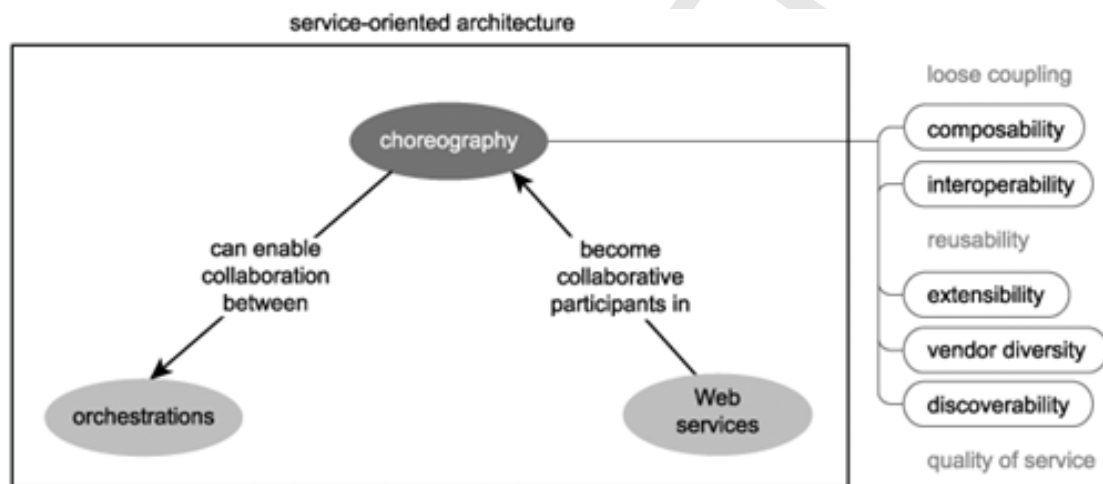 service-oriented architecture
choreography
can enable
collaboration
between
become
collaborative
participants in
orchestrations
Web
services
loose coupling
composability
interoperability
reusability
extensibility
vendor diversity
discoverability
quality of service